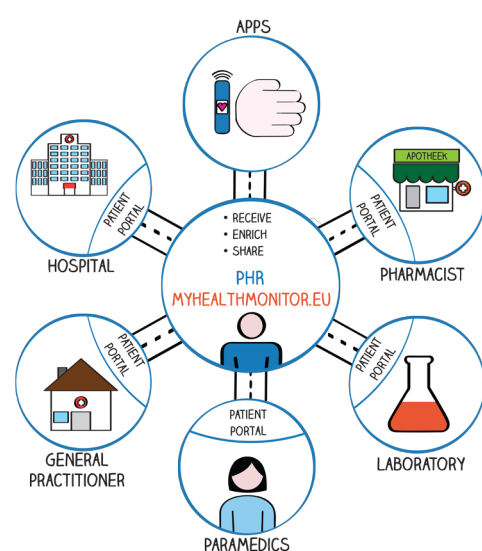 APPS
APOTHEEK
PATIENT
PORTAL
HOSPITAL
• RECEIVE
• ENRICH
• SHARE
PATIENT
PORTAL
PHARMACIST
PHR
MYHEALTHMONITOR.EU
PATIENT
PORTAL
GENERAL
PRACTITIONER
PATIENT
PORTAL
LABORATORY
PATIENT
PORTAL
PARAMEDICS